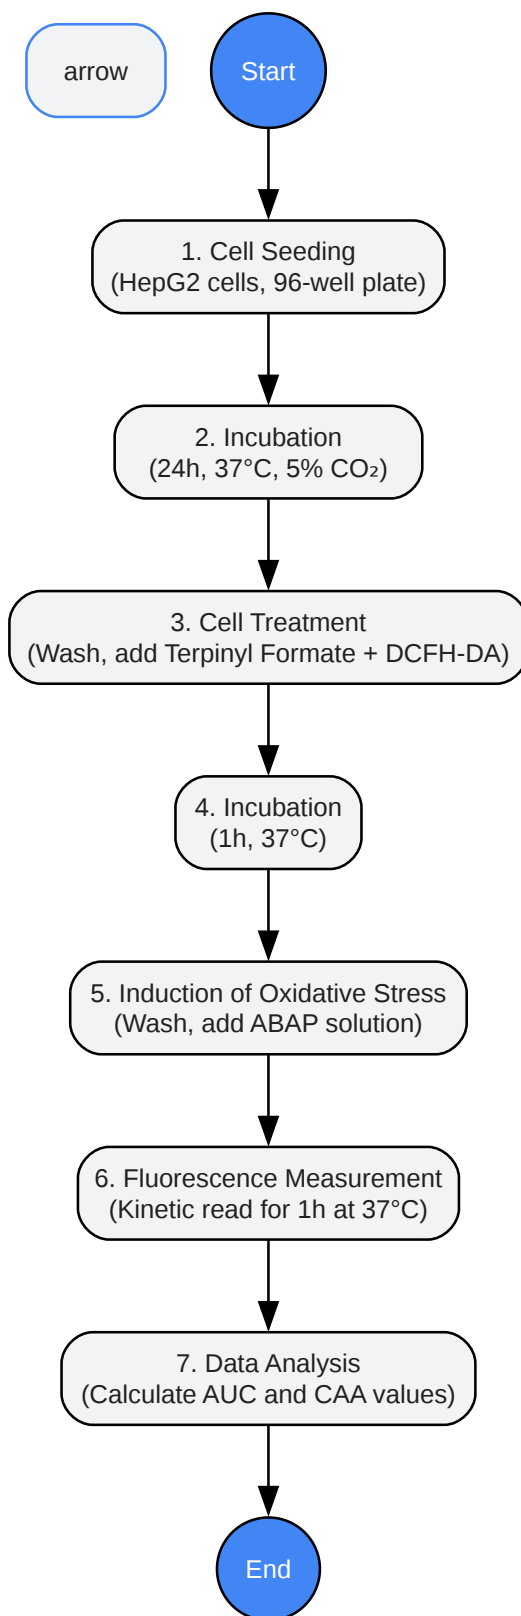 arrow
Start
1. Cell Seeding
(HepG2 cells, 96-well plate)
2. Incubation
(24h, 37°C, 5% CO₂)
3. Cell Treatment
(Wash, add Terpinyl Formate + DCFH-DA)
4. Incubation
(1h, 37°C)
5. Induction of Oxidative Stress
(Wash, add ABAP solution)
6. Fluorescence Measurement
(Kinetic read for 1h at 37°C)
7. Data Analysis
(Calculate AUC and CAA values)
End